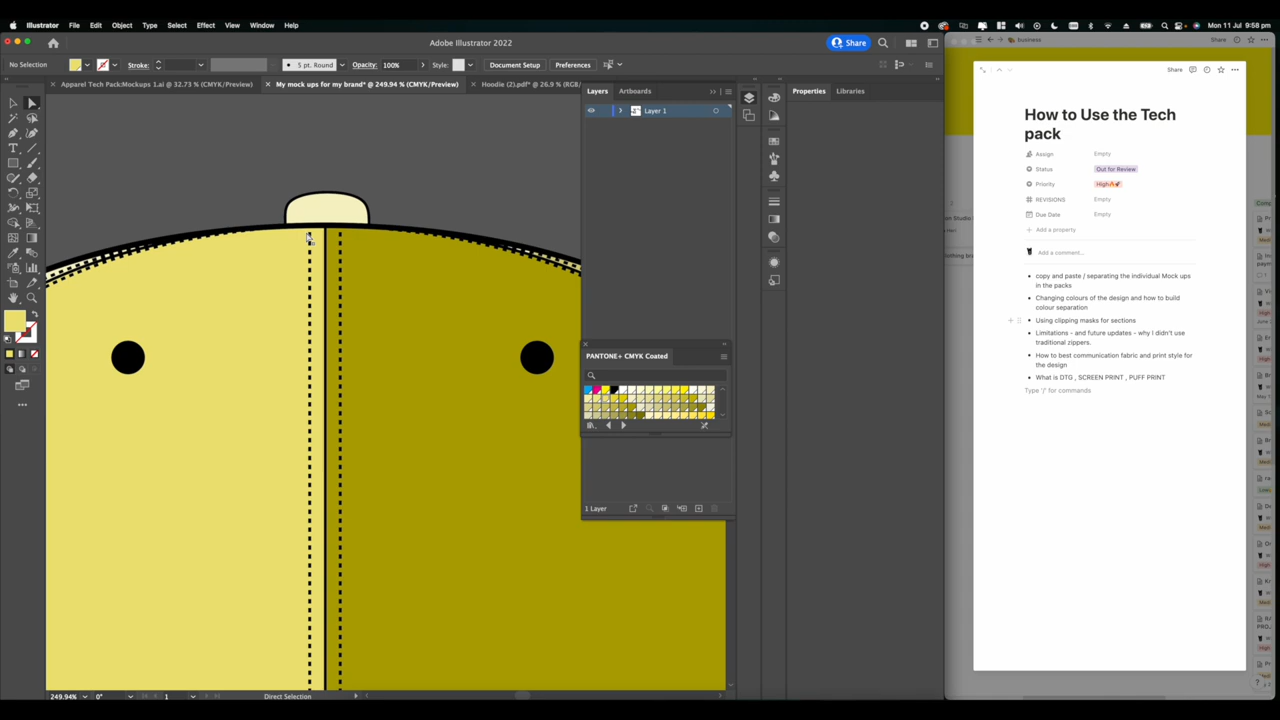 Illustrator File Edit Object Type Select Effect View Window Help
Mon 11 Jul 9:58 pm
Adobe Illustrator 2022
Share
No Selection
Stroke:
5 pt. Round
Opacity: 100%
Style:
Document Setup
Preferences
Apparel Tech Pack:Mockups 1.ai @ 32.73 % (CMYK/Preview)
My mock ups for my brand* @ 249.94 % (CMYK/Preview)
Hoodie (2).pdf* @ 26.9 % (RGB/
Layers Artboards
Layer 1
Properties Libraries
PANTONE+ CMYK Coated
1 Layer
249.94% 0° 1 Direct Selection
business
Share
Share
How to Use the Tech
pack
Assign Empty
Status Out for Review
Priority High🔥🚀
REVISIONS Empty
Due Date Empty
Add a property
Add a comment...
copy and paste / separating the individual Mock ups
in the packs
Changing colours of the design and how to build
colour separation
Using clipping masks for sections
Limitations - and future updates - why I didn't use
traditional zippers.
How to best communication fabric and print style for
the design
What is DTG , SCREEN PRINT , PUFF PRINT
Type '/' for commands